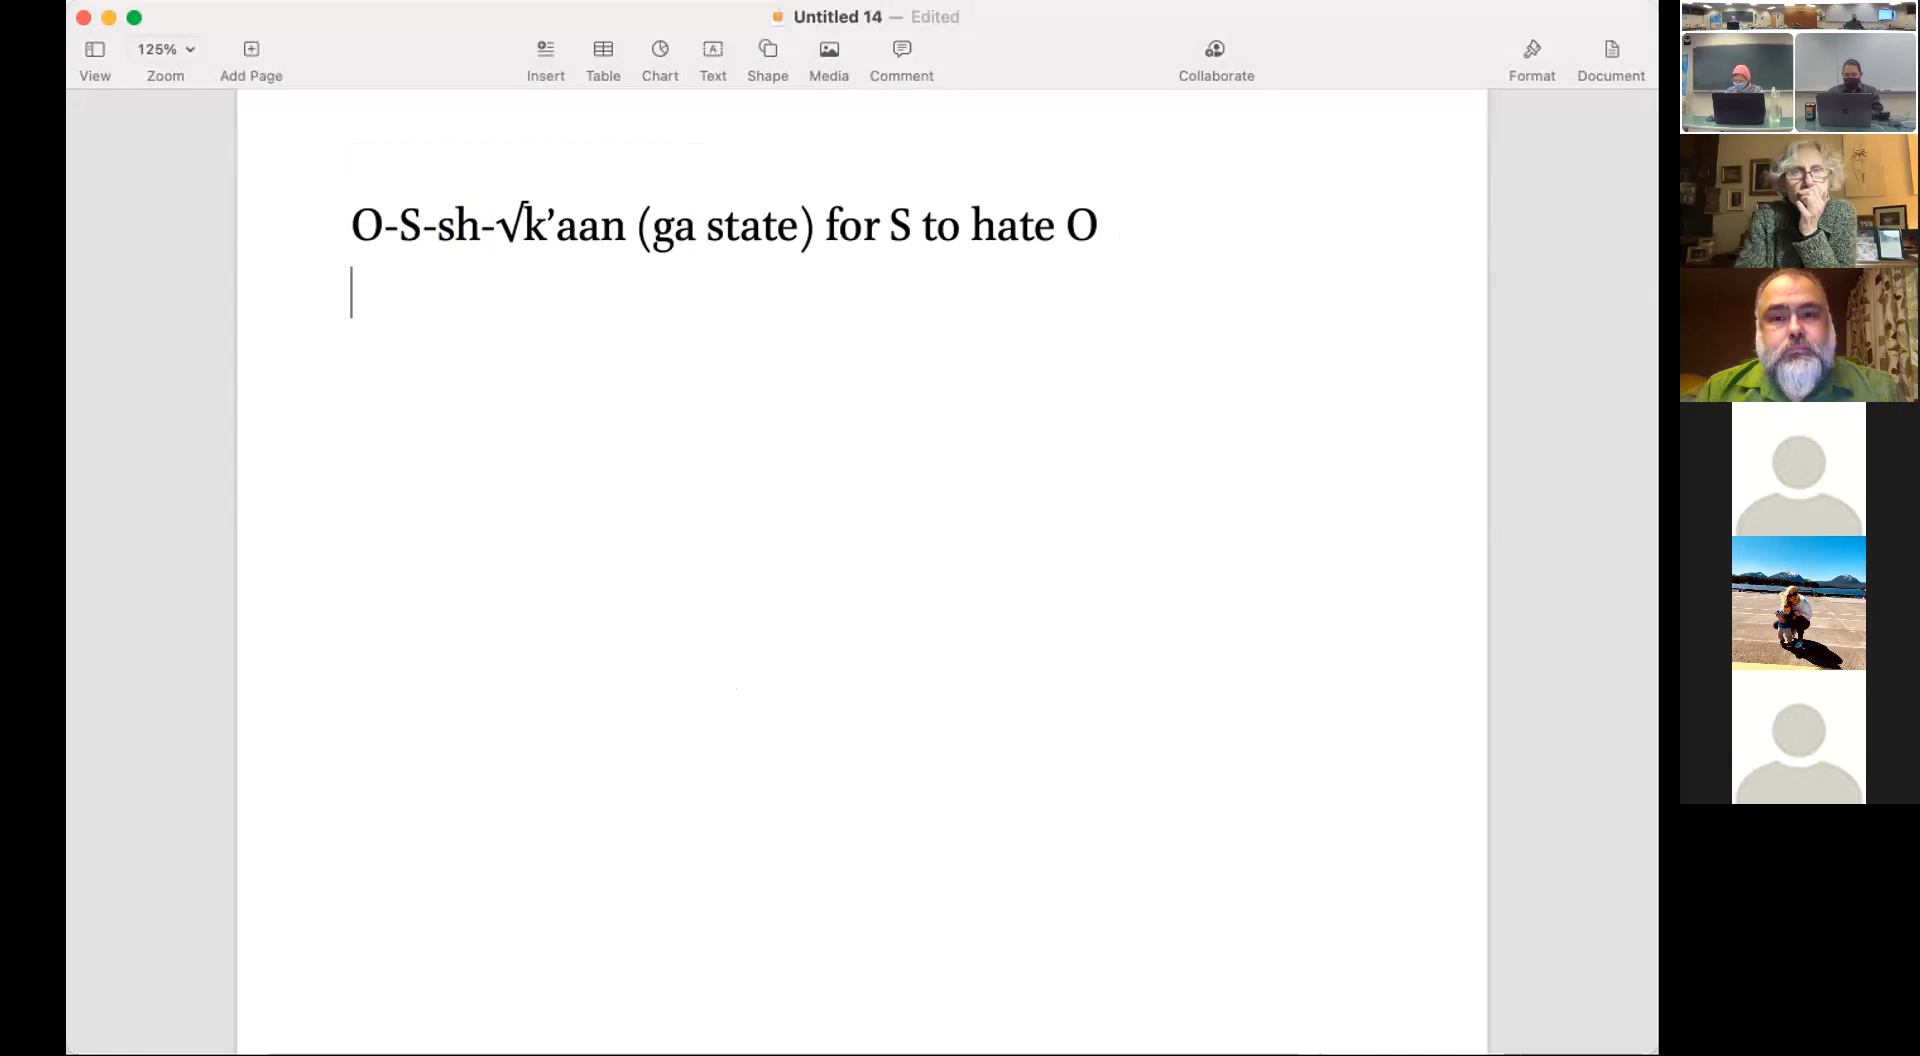 Untitled 14 — Edited
125%
View Zoom Add Page Insert Table Chart Text Shape Media Comment Collaborate Format Document
O-S-sh-√k’aan (ga state) for S to hate O